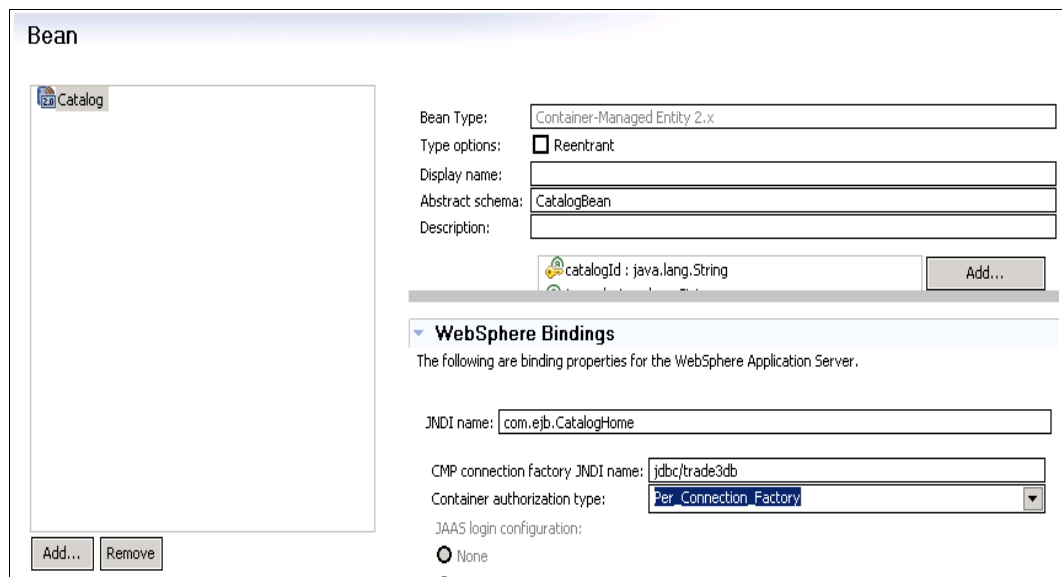 Bean
2.0 Catalog
Bean Type: Container-Managed Entity 2.x
Type options: Reentrant
Display name:
Abstract schema: CatalogBean
Description:
catalogId : java.lang.String
Add...
WebSphere Bindings
The following are binding properties for the WebSphere Application Server.
JNDI name: com.ejb.CatalogHome
CMP connection factory JNDI name: jdbc/trade3db
Container authorization type: Per_Connection_Factory
JAAS login configuration:
None
Add... Remove